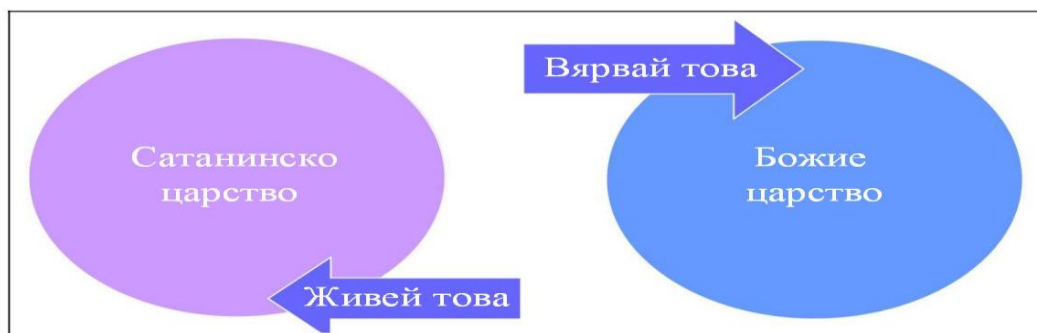 Вярвай това
Сатанинско
царство
Божие
царство
Живей това